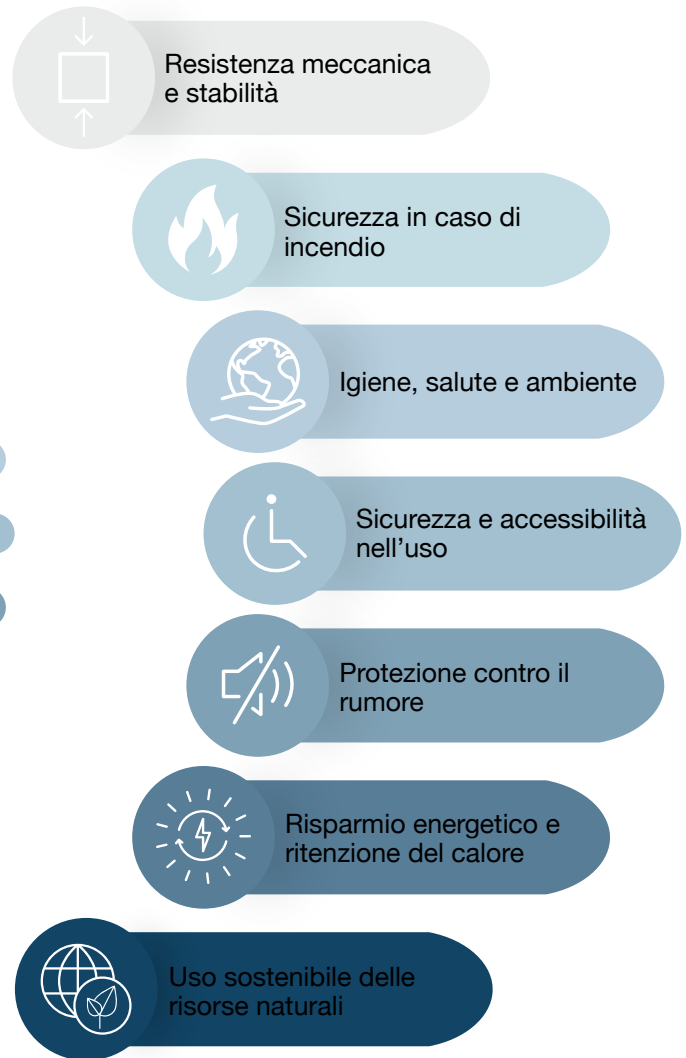 Resistenza meccanica
e stabilità
Sicurezza in caso di
incendio
Igiene, salute e ambiente
Sicurezza e accessibilità
nell’uso
Protezione contro il
rumore
Risparmio energetico e
ritenzione del calore
Uso sostenibile delle
risorse naturali